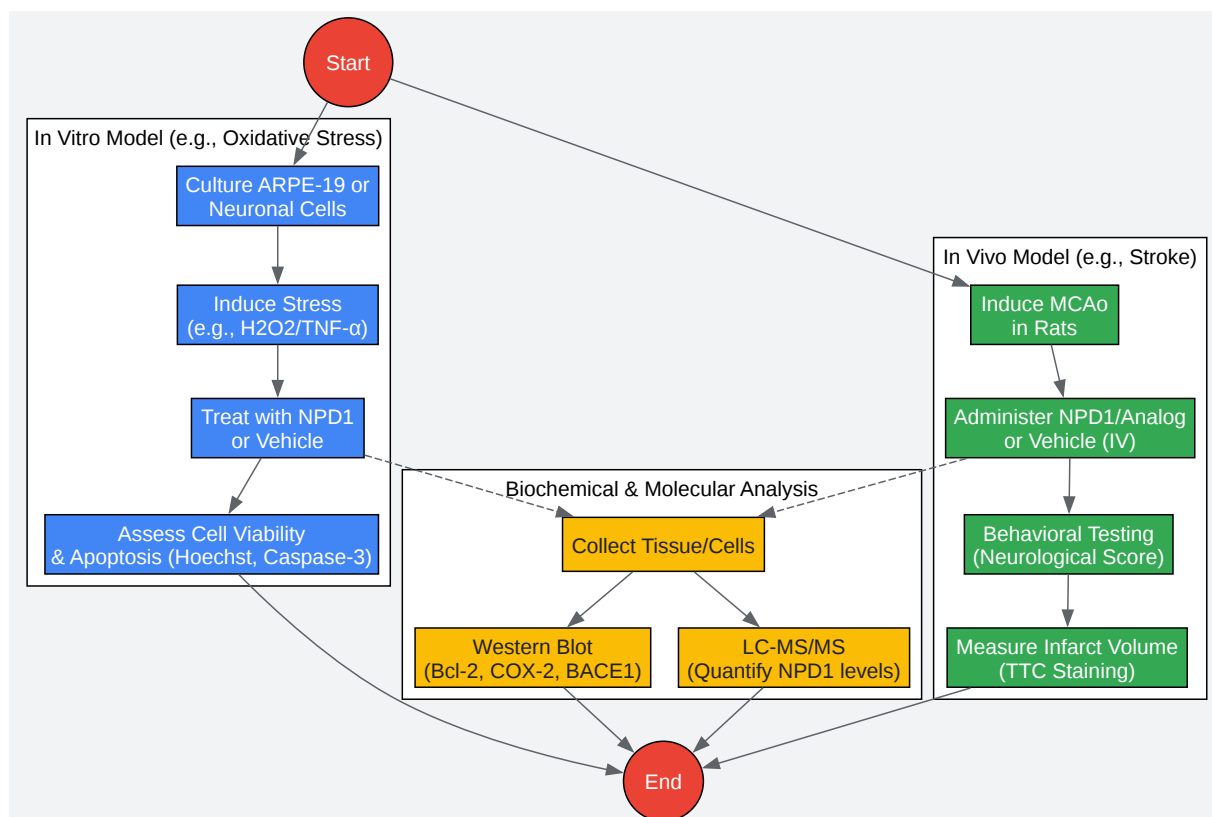 Start
In Vitro Model (e.g., Oxidative Stress)
Culture ARPE-19 or
Neuronal Cells
Induce Stress
(e.g., H2O2/TNF-α)
Treat with NPD1
or Vehicle
Assess Cell Viability
& Apoptosis (Hoechst, Caspase-3)
Biochemical & Molecular Analysis
Collect Tissue/Cells
Western Blot
(Bcl-2, COX-2, BACE1)
LC-MS/MS
(Quantify NPD1 levels)
In Vivo Model (e.g., Stroke)
Induce MCAo
in Rats
Administer NPD1/Analog
or Vehicle (IV)
Behavioral Testing
(Neurological Score)
Measure Infarct Volume
(TTC Staining)
End